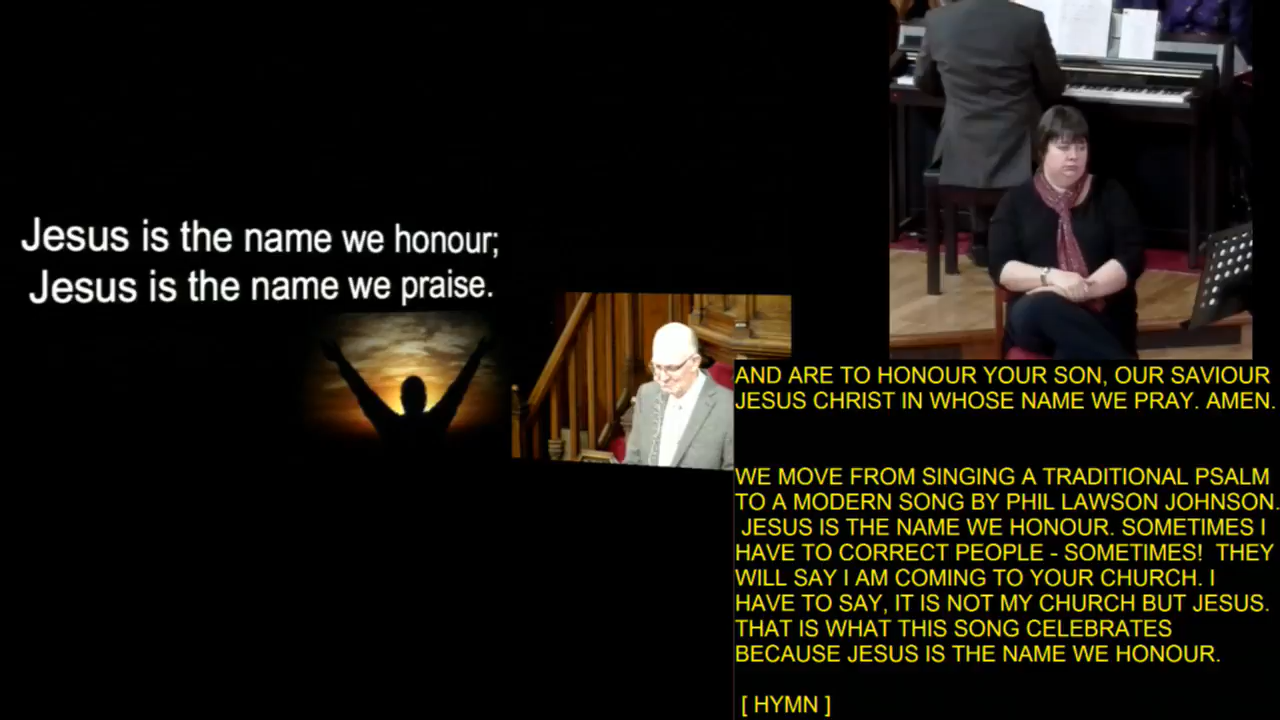 Jesus is the name we honour;
Jesus is the name we praise.
AND ARE TO HONOUR YOUR SON, OUR SAVIOUR
JESUS CHRIST IN WHOSE NAME WE PRAY. AMEN.
WE MOVE FROM SINGING A TRADITIONAL PSALM
TO A MODERN SONG BY PHIL LAWSON JOHNSON.
JESUS IS THE NAME WE HONOUR. SOMETIMES I
HAVE TO CORRECT PEOPLE - SOMETIMES! THEY
WILL SAY I AM COMING TO YOUR CHURCH. I
HAVE TO SAY, IT IS NOT MY CHURCH BUT JESUS.
THAT IS WHAT THIS SONG CELEBRATES
BECAUSE JESUS IS THE NAME WE HONOUR.
[ HYMN ]